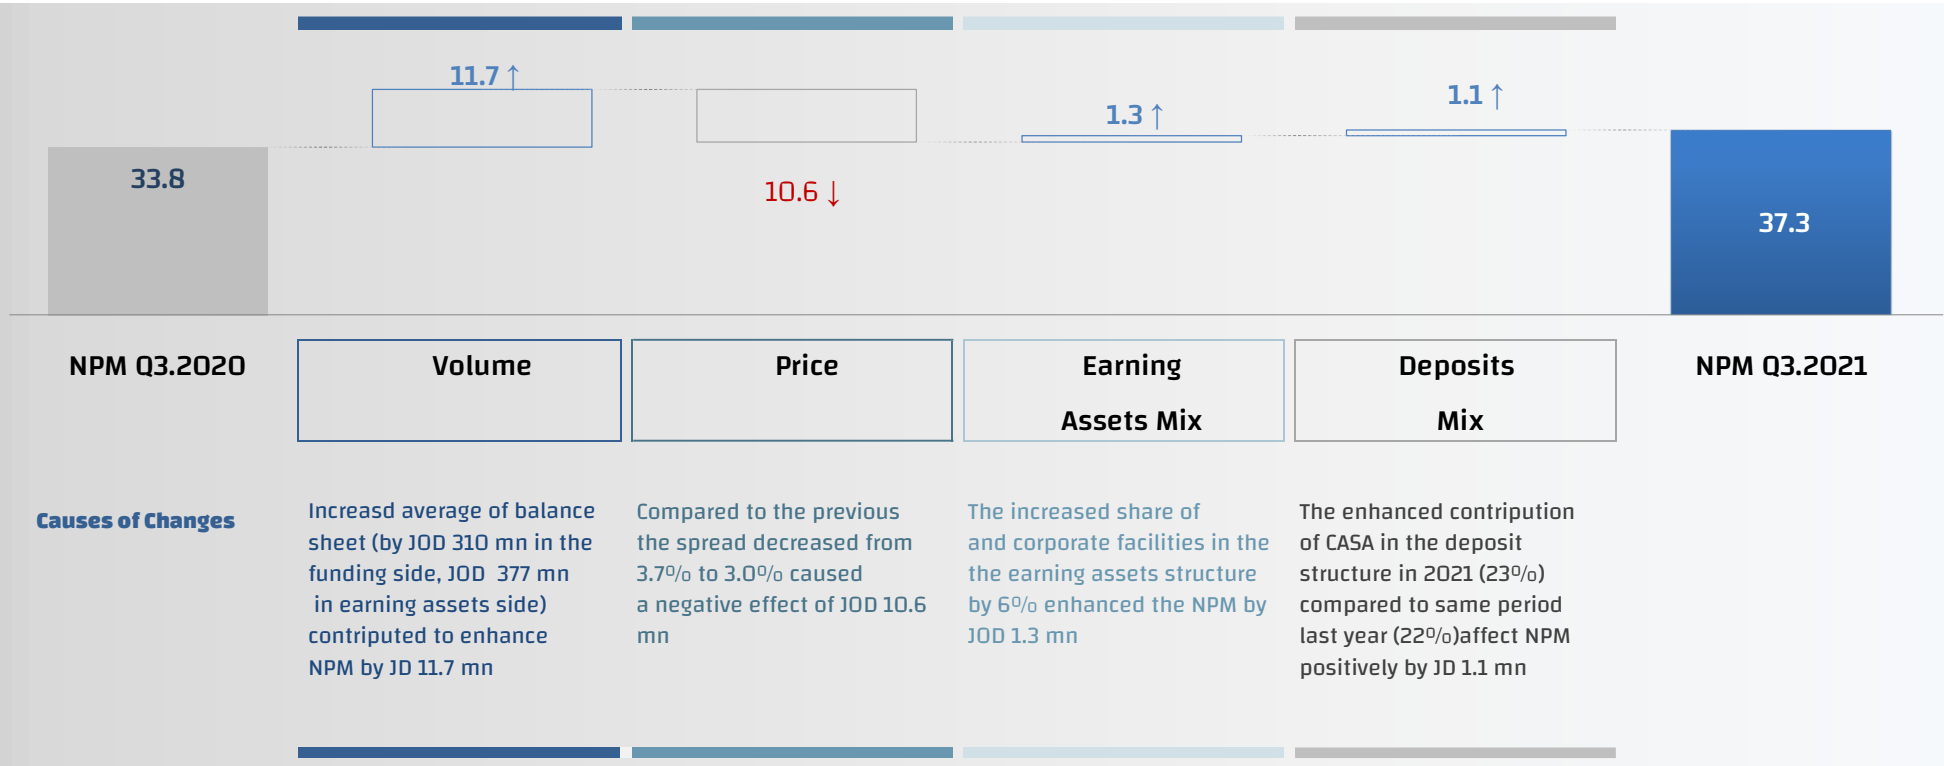 11.7 ↑
1.3 ↑
1.1 ↑
33.8
10.6 ↓
37.3
NPM Q3.2020
Volume
Price
Earning
Assets Mix
Deposits
Mix
NPM Q3.2021
Causes of Changes
Increasd average of balance
sheet (by JOD 310 mn in the
funding side, JOD 377 mn
in earning assets side)
contriputed to enhance
NPM by JD 11.7 mn
Compared to the previous
the spread decreased from
3.7% to 3.0% caused
a negative effect of JOD 10.6
mn
The increased share of
and corporate facilities in the
the earning assets structure
by 6% enhanced the NPM by
JOD 1.3 mn
The enhanced contripution
of CASA in the deposit
structure in 2021 (23%)
compared to same period
last year (22%)affect NPM
positively by JD 1.1 mn